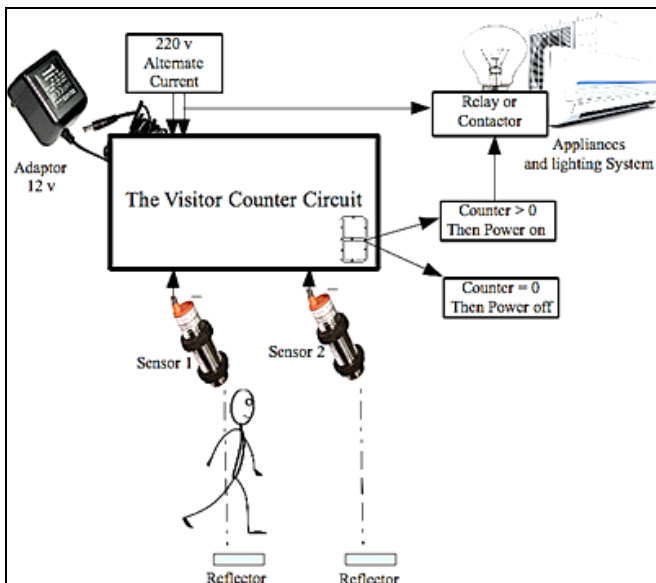 220 v
Alternate
Current
Adaptor
12 v
Relay or
Contactor
Appliances
and lighting System
The Visitor Counter Circuit
Counter > 0
Then Power on
Counter = 0
Then Power off
Sensor 1
Sensor 2
Reflector
Reflector